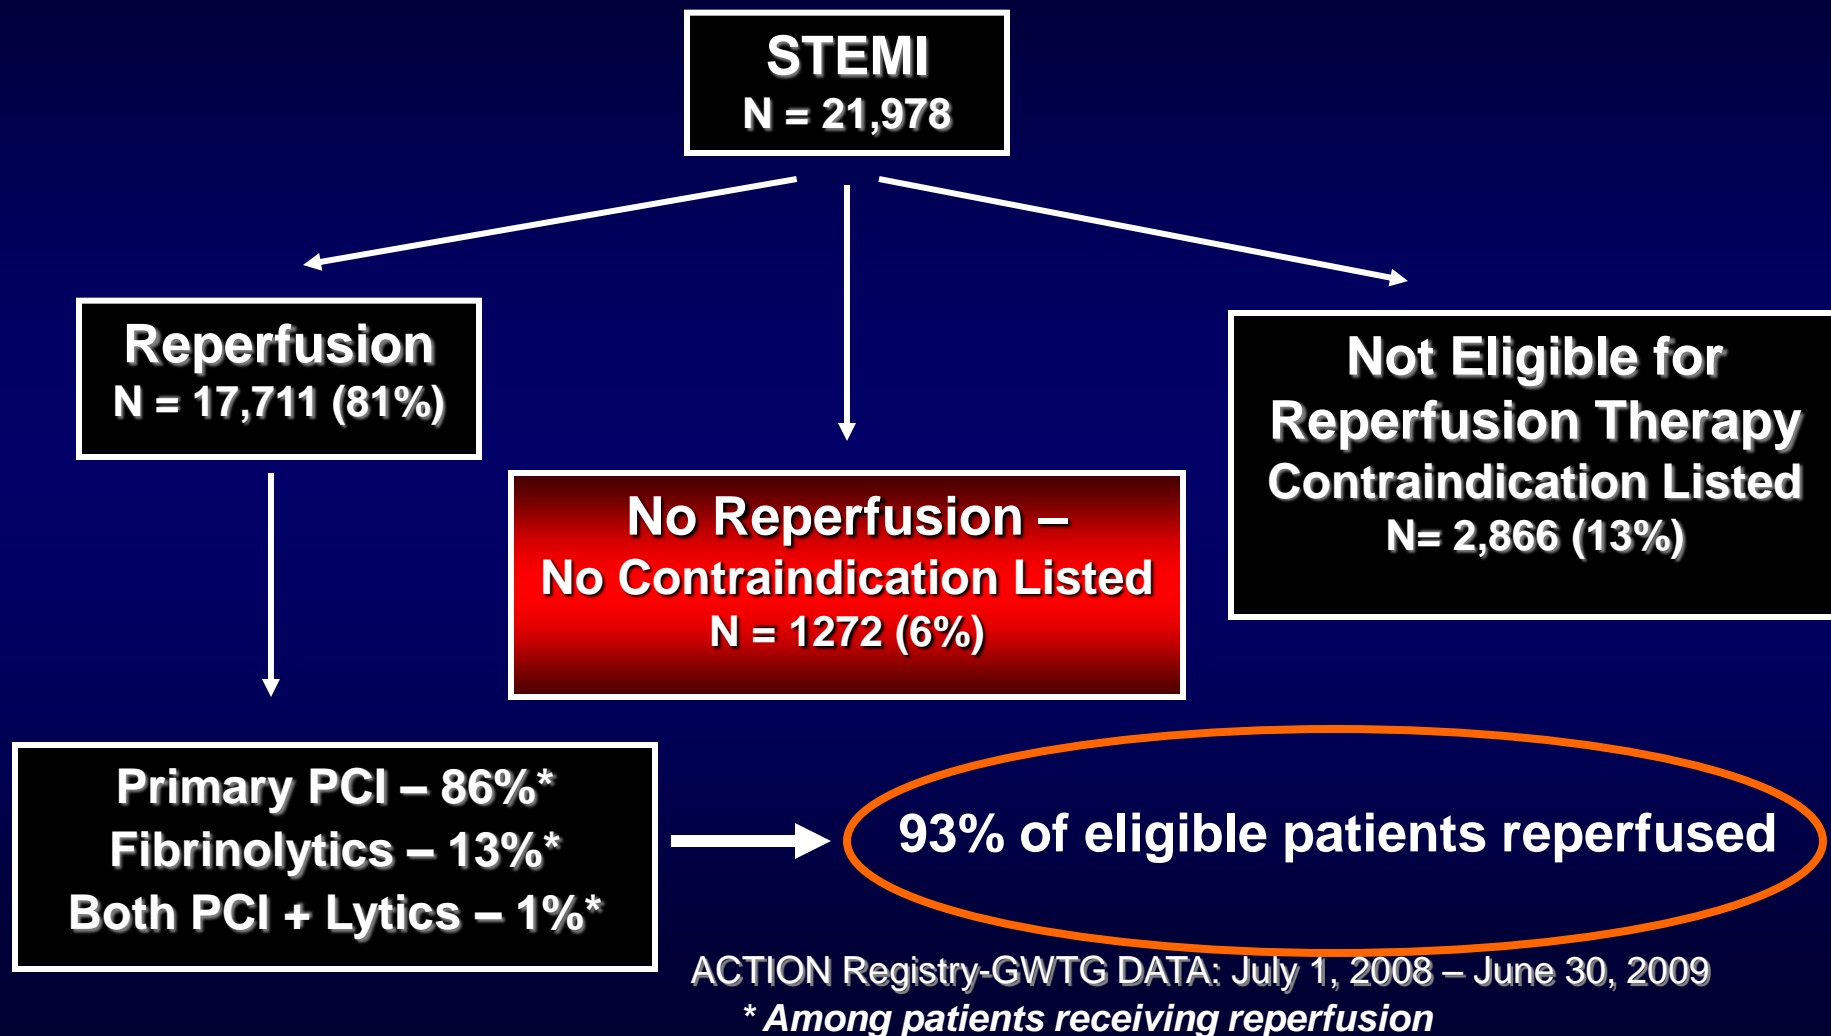 STEMI
N = 21,978
Reperfusion
N = 17,711 (81%)
No Reperfusion –
No Contraindication Listed
N = 1272 (6%)
Not Eligible for
Reperfusion Therapy
Contraindication Listed
N= 2,866 (13%)
Primary PCI – 86%*
Fibrinolytics – 13%*
Both PCI + Lytics – 1%*
93% of eligible patients reperfused
ACTION Registry-GWTG DATA: July 1, 2008 – June 30, 2009
* Among patients receiving reperfusion